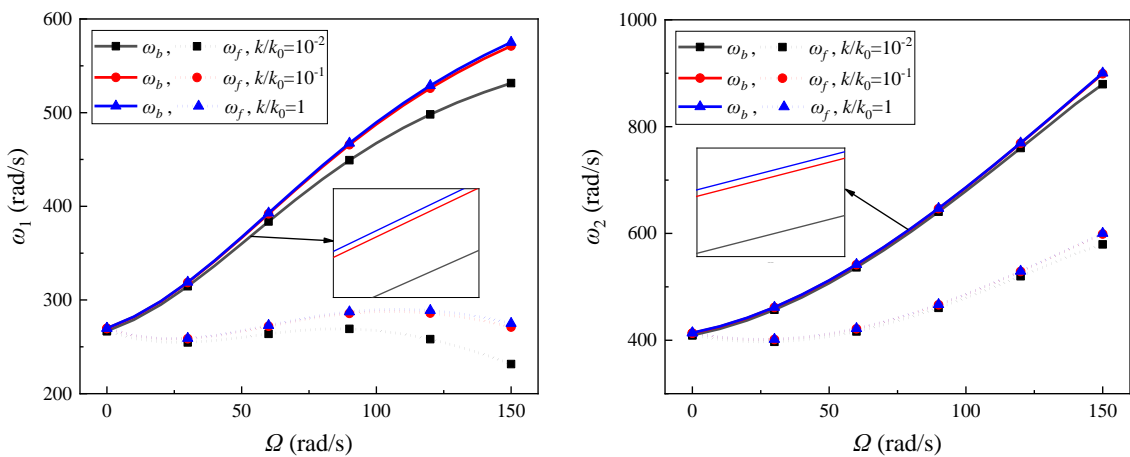 600
500
400
300
200
ω1 (rad/s)
ωb , ωf , k/k0=10-2
ωb , ωf , k/k0=10-1
ωb , ωf , k/k0=1
0 50 100 150
Ω (rad/s)
1000
800
600
400
ω2 (rad/s)
ωb , ωf , k/k0=10-2
ωb , ωf , k/k0=10-1
ωb , ωf , k/k0=1
0 50 100 150
Ω (rad/s)